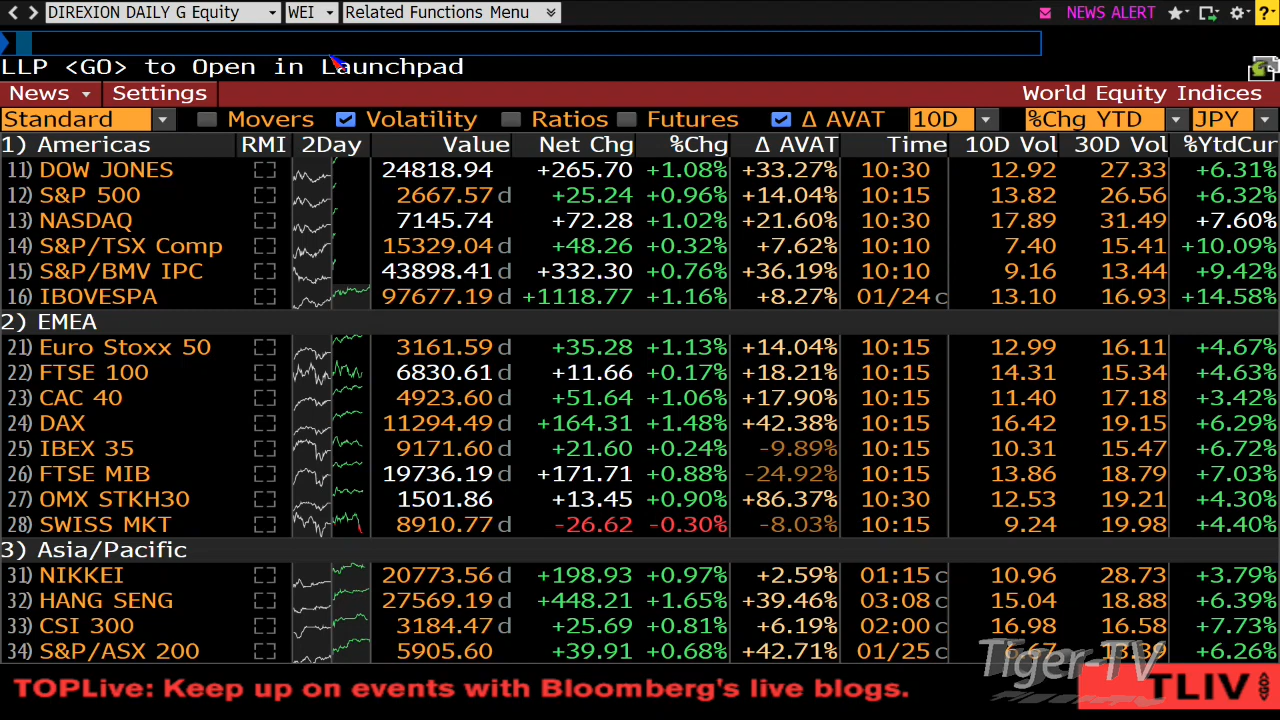 DIREXION DAILY G Equity WEI Related Functions Menu NEWS ALERT ?
LLP <GO> to Open in Launchpad
News Settings World Equity Indices
Standard Movers Volatility Ratios Futures Δ AVAT 10D %Chg YTD JPY
1) Americas RMI 2Day Value Net Chg %Chg Δ AVAT Time 10D Vol 30D Vol %YtdCur
11) DOW JONES 24818.94 +265.70 +1.08% +33.27% 10:30 12.92 27.33 +6.31%
12) S&P 500 2667.57 d +25.24 +0.96% +14.04% 10:15 13.82 26.56 +6.32%
13) NASDAQ 7145.74 +72.28 +1.02% +21.60% 10:30 17.89 31.49 +7.60%
14) S&P/TSX Comp 15329.04 d +48.26 +0.32% +7.62% 10:10 7.40 15.41 +10.09%
15) S&P/BMV IPC 43898.41 d +332.30 +0.76% +36.19% 10:10 9.16 13.44 +9.42%
16) IBOVESPA 97677.19 d +1118.77 +1.16% +8.27% 01/24 c 13.10 16.93 +14.58%
2) EMEA
21) Euro Stoxx 50 3161.59 d +35.28 +1.13% +14.04% 10:15 12.99 16.11 +4.67%
22) FTSE 100 6830.61 d +11.66 +0.17% +18.21% 10:15 14.31 15.34 +4.63%
23) CAC 40 4923.60 d +51.64 +1.06% +17.90% 10:15 11.40 17.18 +3.42%
24) DAX 11294.49 d +164.31 +1.48% +42.38% 10:15 16.42 19.15 +6.29%
25) IBEX 35 9171.60 d +21.60 +0.24% -9.89% 10:15 10.31 15.47 +6.72%
26) FTSE MIB 19736.19 d +171.71 +0.88% -24.92% 10:15 13.86 18.79 +7.03%
27) OMX STKH30 1501.86 +13.45 +0.90% +86.37% 10:30 12.53 19.21 +4.30%
28) SWISS MKT 8910.77 d -26.62 -0.30% -8.03% 10:15 9.24 19.98 +4.40%
3) Asia/Pacific
31) NIKKEI 20773.56 d +198.93 +0.97% +2.59% 01:15 c 10.96 28.73 +3.79%
32) HANG SENG 27569.19 d +448.21 +1.65% +39.46% 03:08 c 15.04 18.88 +6.39%
33) CSI 300 3184.47 d +25.69 +0.81% +6.19% 02:00 c 16.98 16.58 +7.73%
34) S&P/ASX 200 5905.60 +39.91 +0.68% +42.71% 01/25 c 6.67 13.39 +6.26%
Tiger-TV
TOPLive: Keep up on events with Bloomberg's live blogs. TLIV